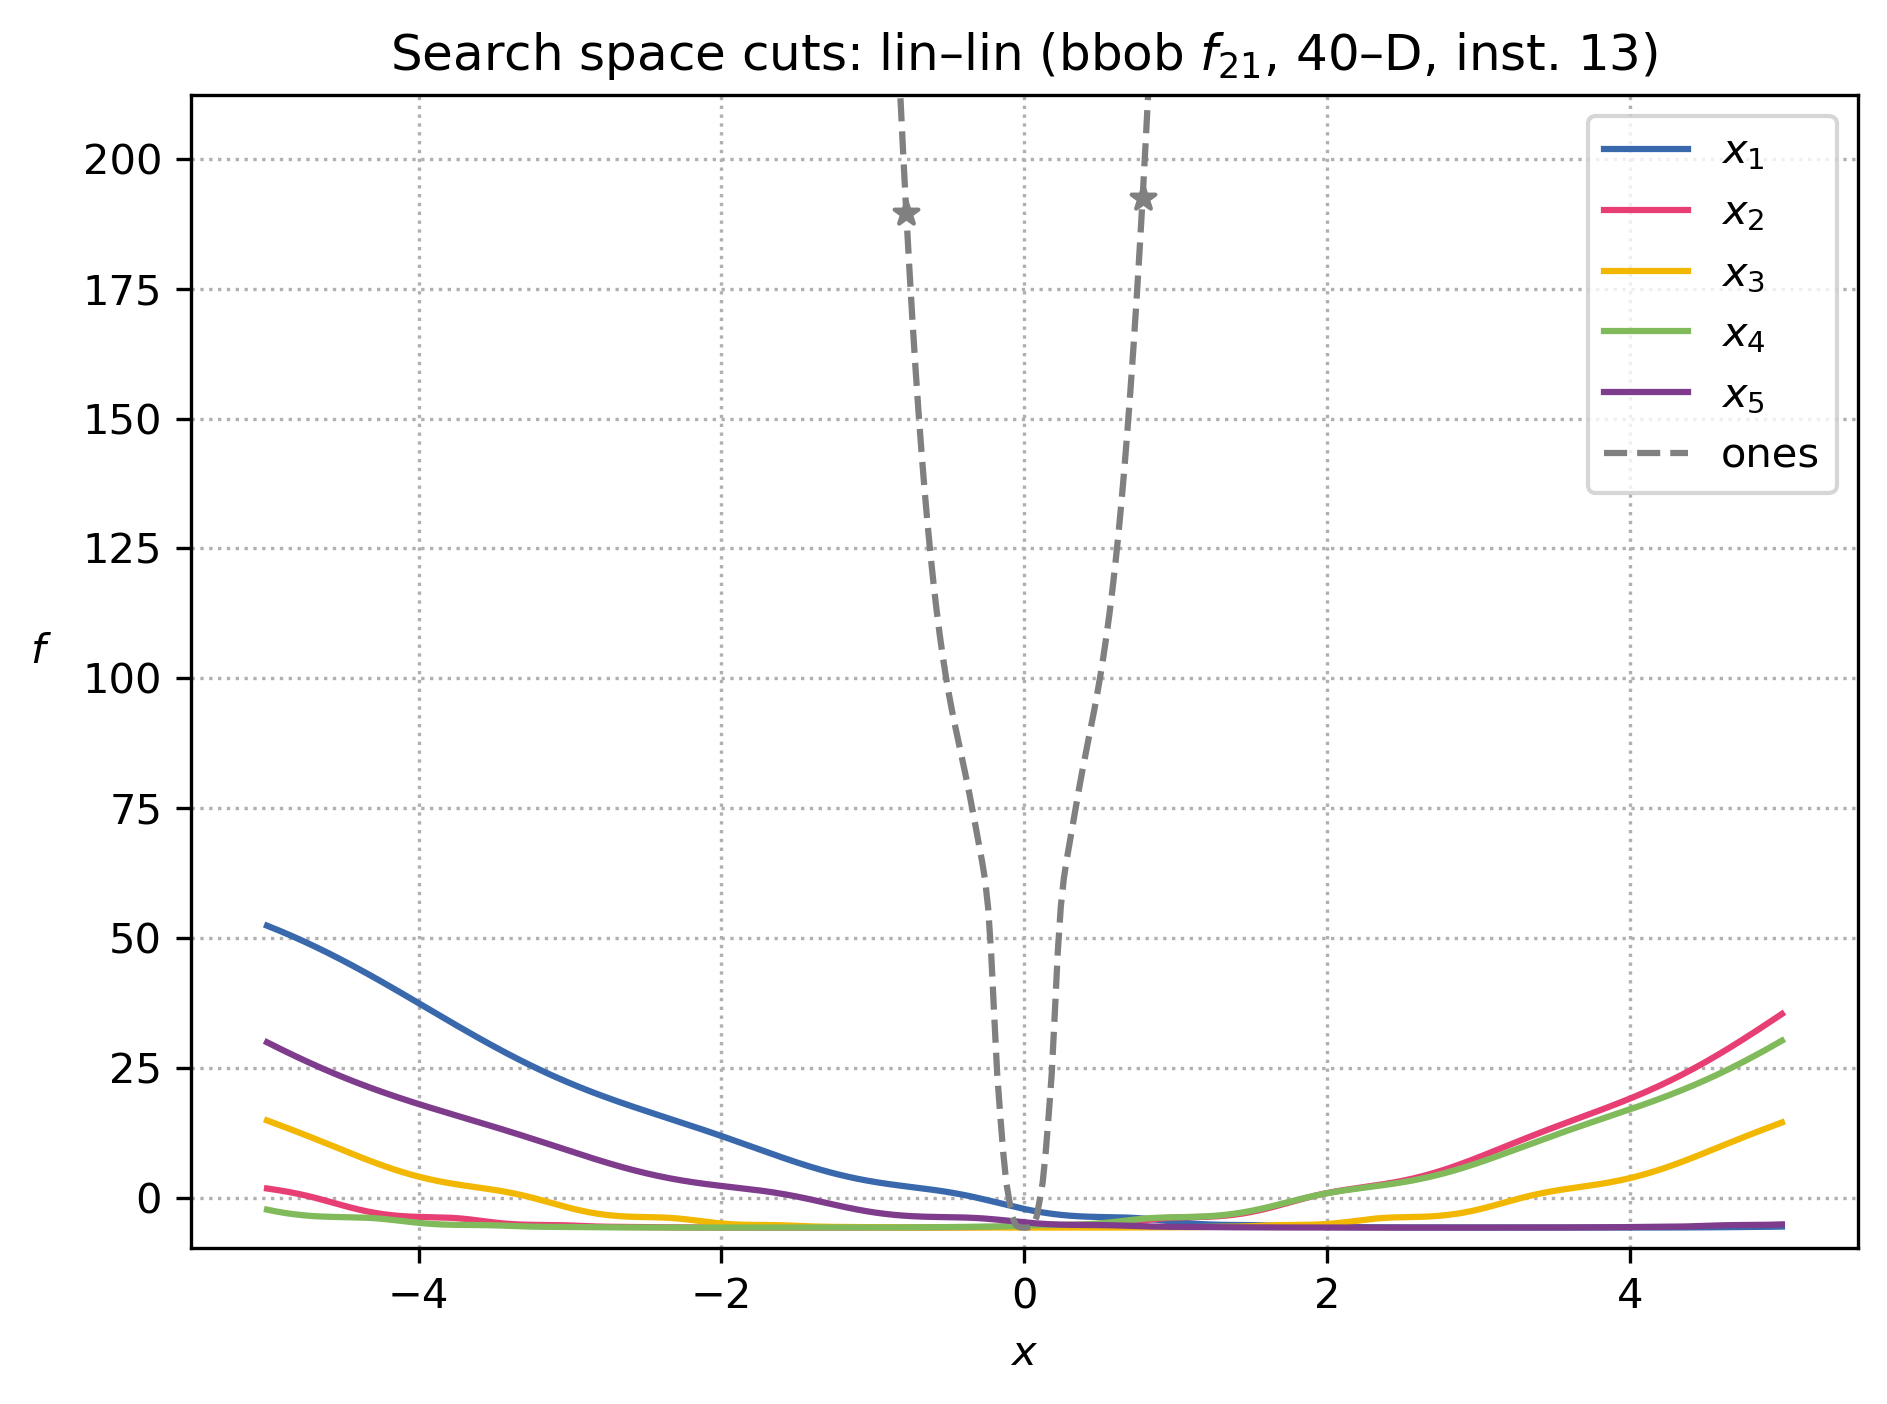 Search space cuts: lin–lin (bbob f₂₁, 40–D, inst. 13)
200
175
150
125
100
75
50
25
0
f
−4 −2 0 2 4
x
x₁
x₂
x₃
x₄
x₅
ones